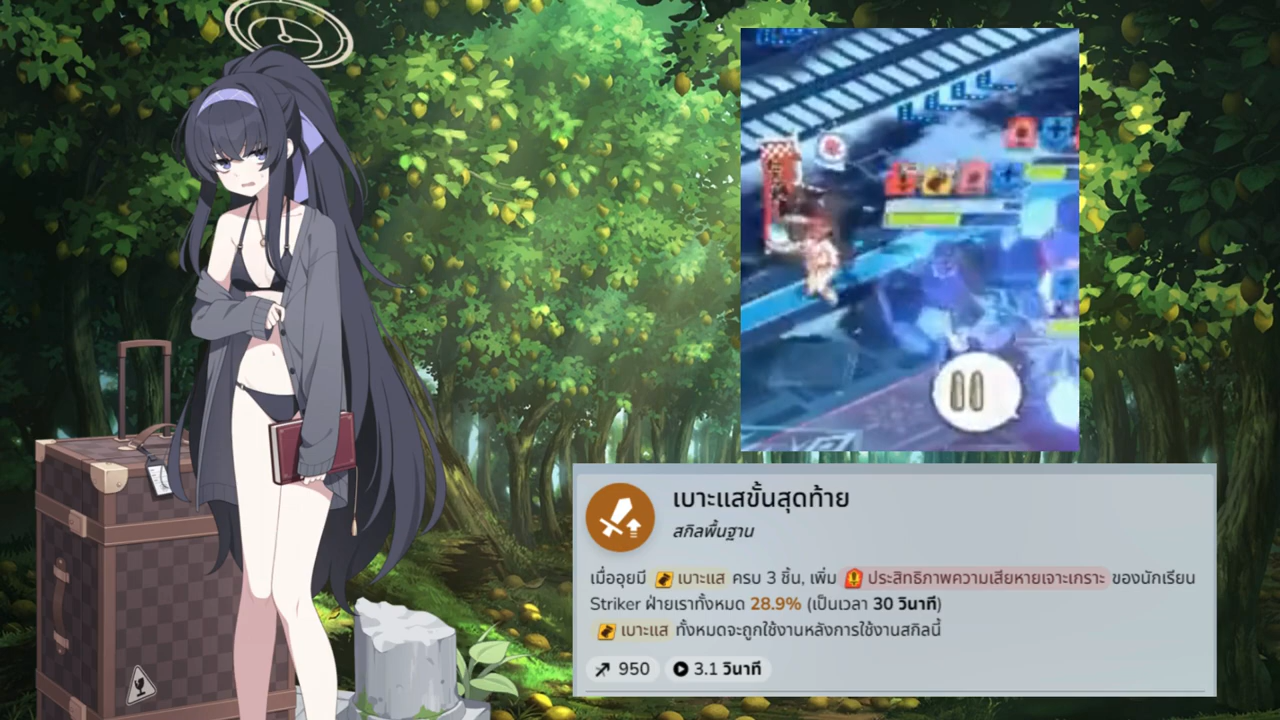 เบาะแสขั้นสุดท้าย
สกิลพื้นฐาน
เมื่ออุยมี เบาะแส ครบ 3 ชิ้น, เพิ่ม ประสิทธิภาพความเสียหายเจาะเกราะ ของนักเรียน
Striker ฝ่ายเราทั้งหมด 28.9% (เป็นเวลา 30 วินาที)
เบาะแส ทั้งหมดจะถูกใช้งานหลังการใช้งานสกิลนี้
950 3.1 วินาที